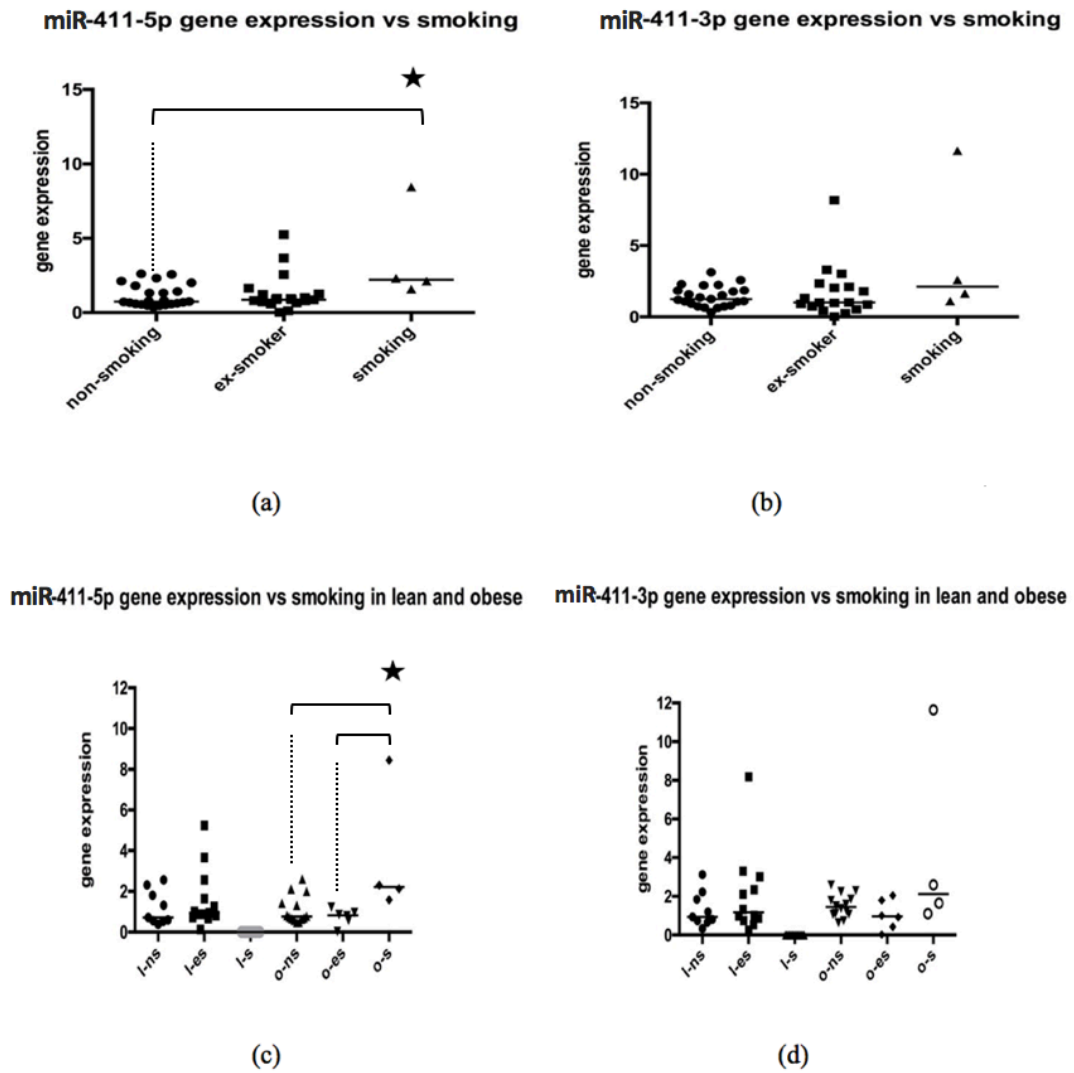 miR-411-5p gene expression vs smoking
15
10
5
0
gene expression
non-smoking
ex-smoker
smoking
(a)
miR-411-3p gene expression vs smoking
15
10
5
0
gene expression
non-smoking
ex-smoker
smoking
(b)
miR-411-5p gene expression vs smoking in lean and obese
12
10
8
6
4
2
0
gene expression
l-ns
l-es
l-s
o-ns
o-es
o-s
(c)
miR-411-3p gene expression vs smoking in lean and obese
12
10
8
6
4
2
0
gene expression
l-ns
l-es
l-s
o-ns
o-es
o-s
(d)